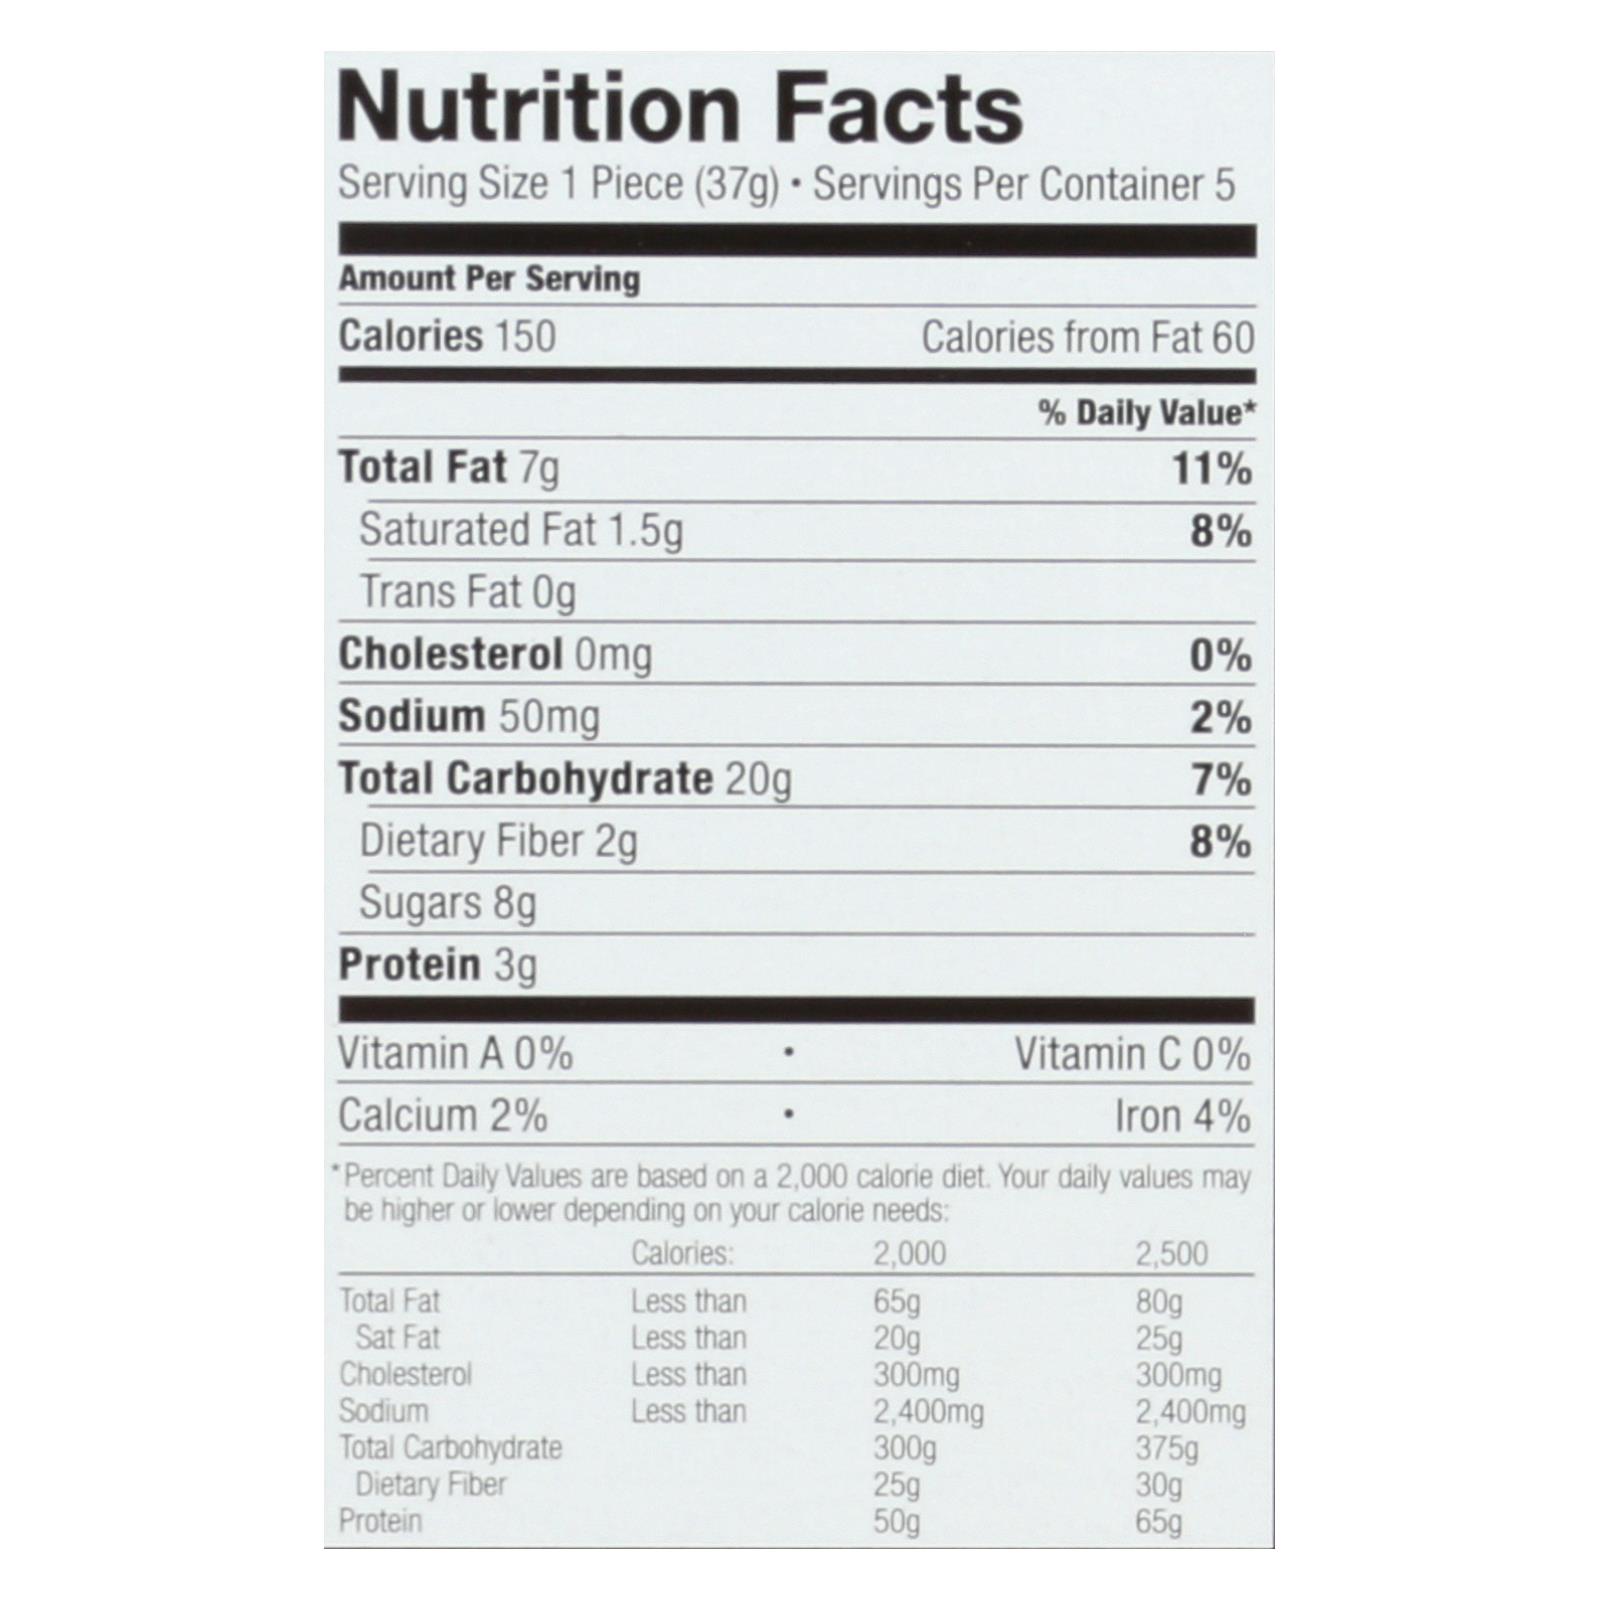 Nutrition Facts
Serving Size 1 Piece (37g) • Servings Per Container 5
Amount Per Serving
Calories 150 Calories from Fat 60
% Daily Value*
Total Fat 7g 11%
Saturated Fat 1.5g 8%
Trans Fat 0g
Cholesterol 0mg 0%
Sodium 50mg 2%
Total Carbohydrate 20g 7%
Dietary Fiber 2g 8%
Sugars 8g
Protein 3g
Vitamin A 0% • Vitamin C 0%
Calcium 2% • Iron 4%
*Percent Daily Values are based on a 2,000 calorie diet. Your daily values may
be higher or lower depending on your calorie needs:
Calories: 2,000 2,500
Total Fat Less than 65g 80g
Sat Fat Less than 20g 25g
Cholesterol Less than 300mg 300mg
Sodium Less than 2,400mg 2,400mg
Total Carbohydrate 300g 375g
Dietary Fiber 25g 30g
Protein 50g 65g